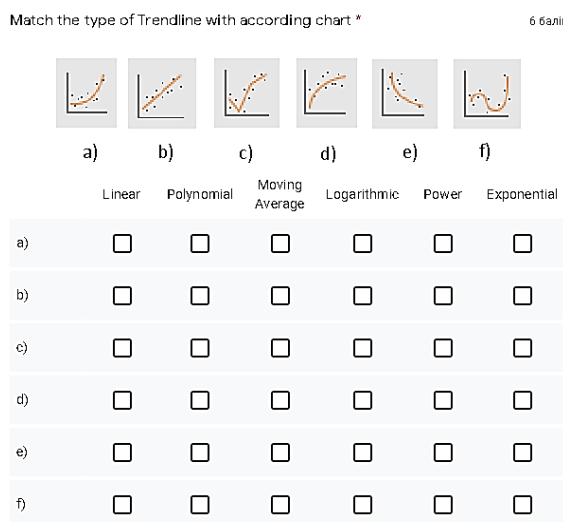 Match the type of Trendline with according chart *
6 балі
a) b) c) d) e) f)
Linear Polynomial Moving Average Logarithmic Power Exponential
a)
b)
c)
d)
e)
f)